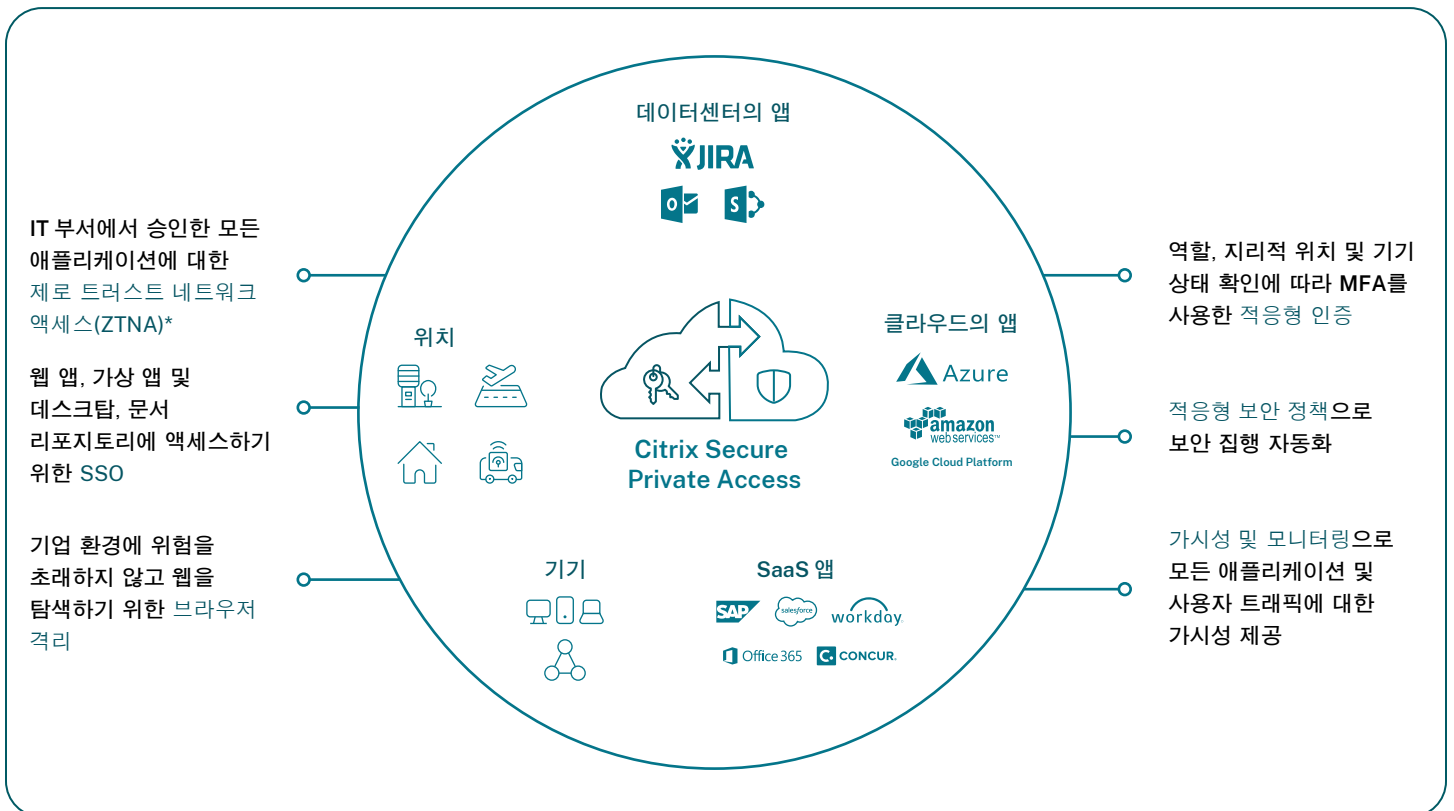 데이터센터의 앱
JIRA
O
S
IT 부서에서 승인한 모든
애플리케이션에 대한
제로 트러스트 네트워크
액세스(ZTNA)*
웹 앱, 가상 앱 및
데스크탑, 문서
리포지토리에 액세스하기
위한 SSO
기업 환경에 위험을
초래하지 않고 웹을
탐색하기 위한 브라우저
격리
위치
Citrix Secure
Private Access
클라우드의 앱
Azure
amazon
web services™
Google Cloud Platform
기기
SaaS 앱
SAP
salesforce
workday.
Office 365
C. CONCUR.
역할, 지리적 위치 및 기기
상태 확인에 따라 MFA를
사용한 적응형 인증
적응형 보안 정책으로
보안 집행 자동화
가시성 및 모니터링으로
모든 애플리케이션 및
사용자 트래픽에 대한
가시성 제공